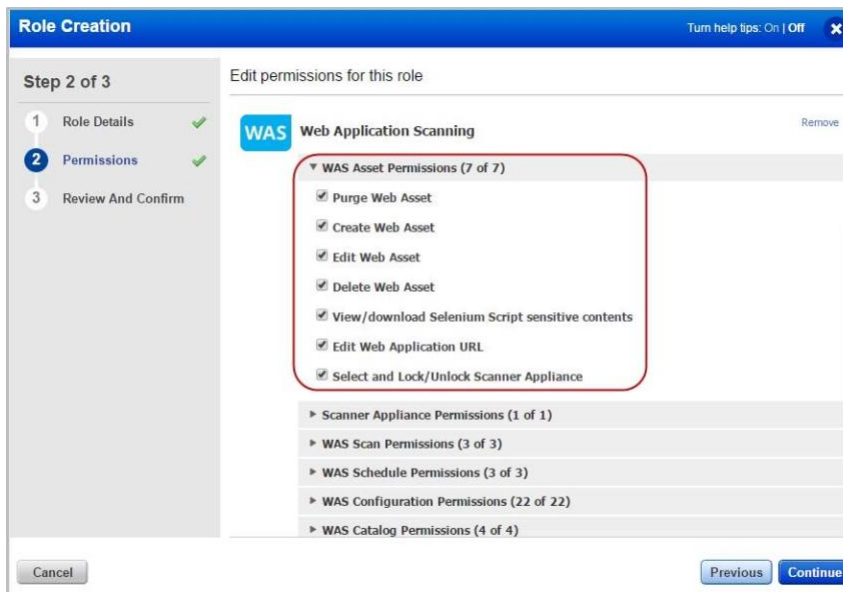 Role Creation
Turn help tips: On | Off
Step 2 of 3
1 Role Details
2 Permissions
3 Review And Confirm
Edit permissions for this role
WAS Web Application Scanning
Remove
WAS Asset Permissions (7 of 7)
Purge Web Asset
Create Web Asset
Edit Web Asset
Delete Web Asset
View/download Selenium Script sensitive contents
Edit Web Application URL
Select and Lock/Unlock Scanner Appliance
Scanner Appliance Permissions (1 of 1)
WAS Scan Permissions (3 of 3)
WAS Schedule Permissions (3 of 3)
WAS Configuration Permissions (22 of 22)
WAS Catalog Permissions (4 of 4)
Cancel
Previous
Continue